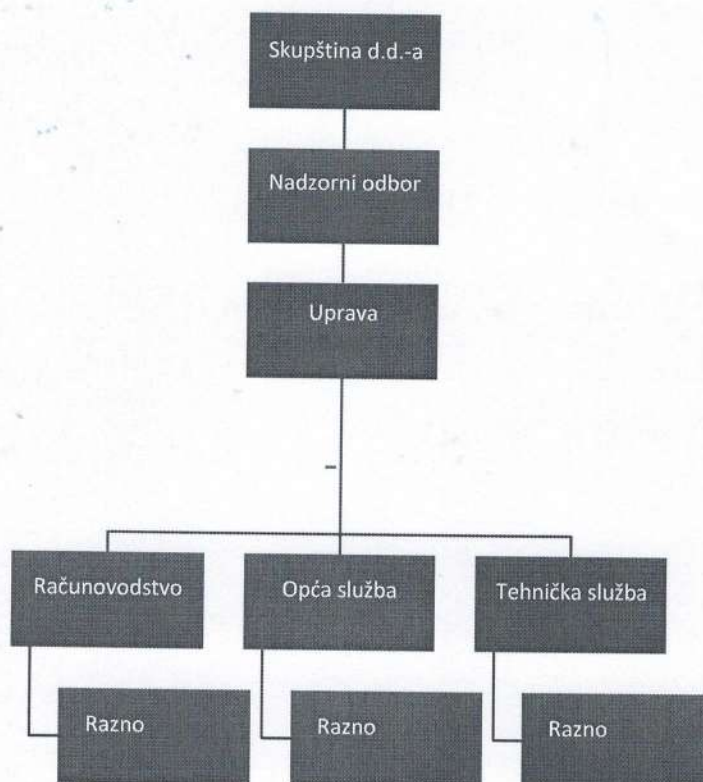 Skupština d.d.-a
Nadzorni odbor
Uprava
Računovodstvo
Opća služba
Tehnička služba
Razno
Razno
Razno